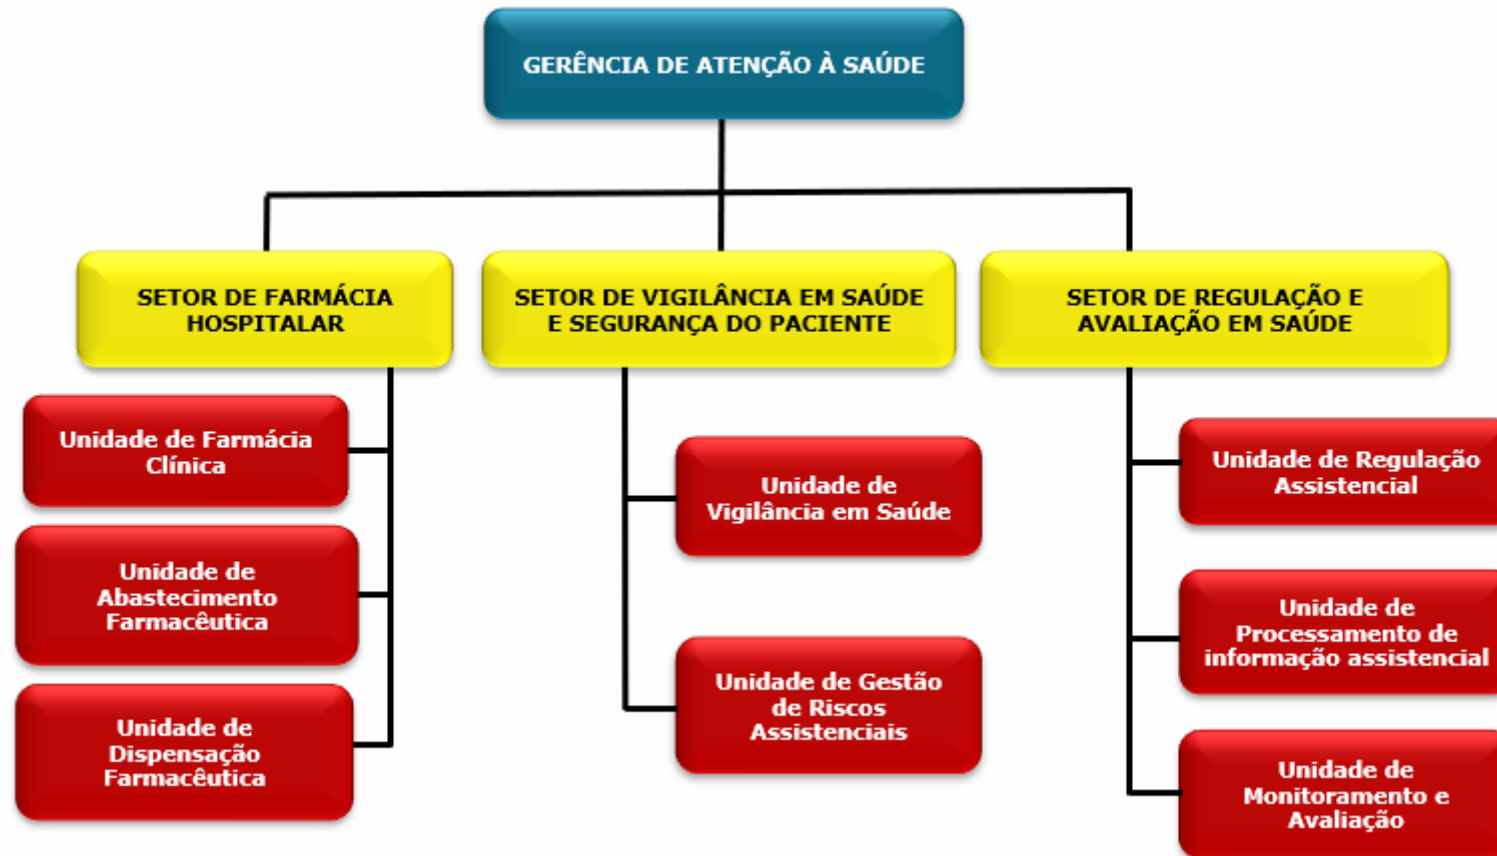 GERÊNCIA DE ATENÇÃO À SAÚDE
SETOR DE FARMÁCIA
HOSPITALAR
Unidade de Farmácia
Clínica
Unidade de
Abastecimento
Farmacêutica
Unidade de
Dispensação
Farmacêutica
SETOR DE VIGILÂNCIA EM SAÚDE
E SEGURANÇA DO PACIENTE
Unidade de
Vigilância em Saúde
Unidade de Gestão
de Riscos
Assistenciais
SETOR DE REGULAÇÃO E
AVALIAÇÃO EM SAÚDE
Unidade de Regulação
Assistencial
Unidade de
Processamento de
informação assistencial
Unidade de
Monitoramento e
Avaliação